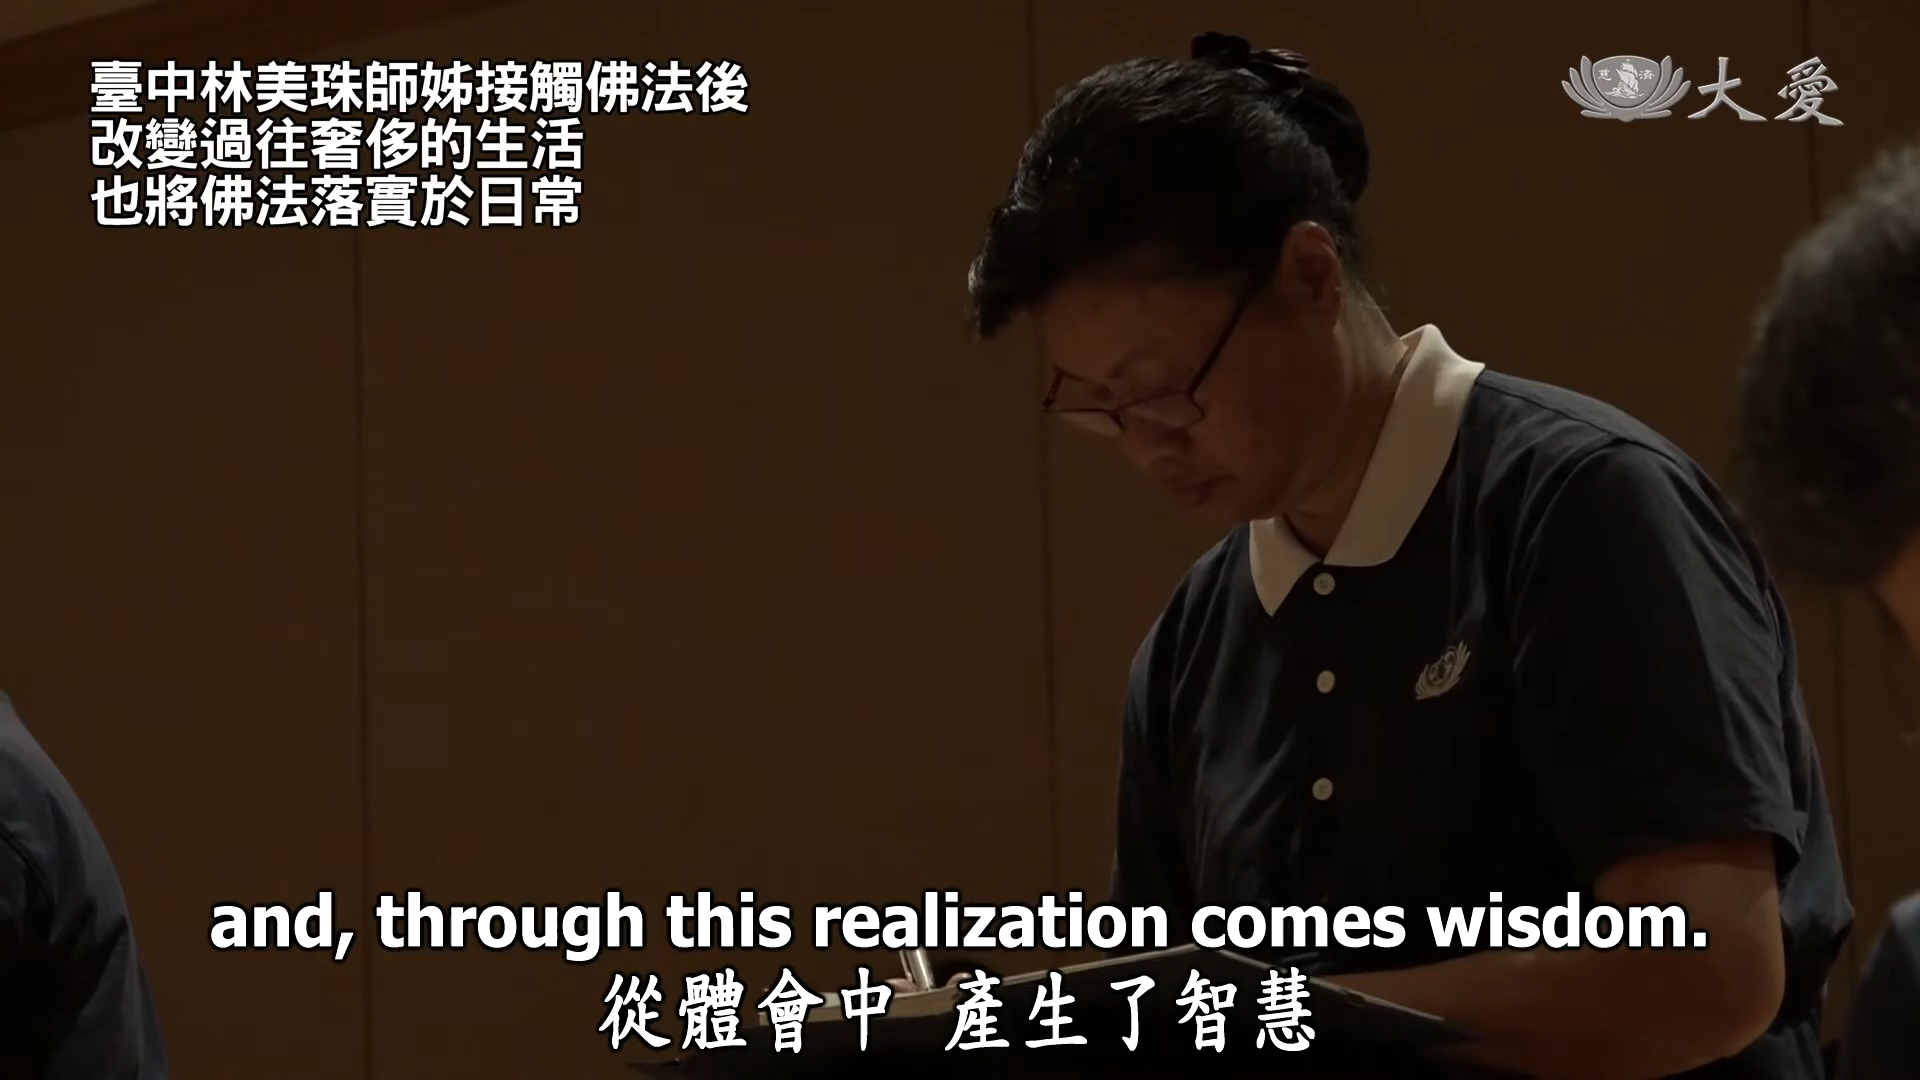 臺中林美珠師姊接觸佛法後
改變過往奢侈的生活
也將佛法落實於日常
慈濟
大愛
and, through this realization comes wisdom.
從體會中 產生了智慧